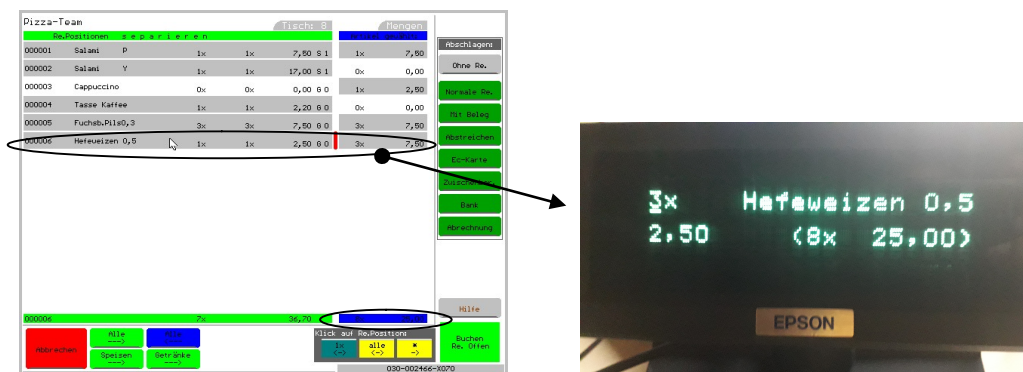 Pizza-Team Tisch: 8 Mengen
Re.Positionen s e p a r i e r e n
000001 Salami P 1x 1x 7,50 S 1 1x 7,50
000002 Salami Y 1x 1x 17,00 S 1 0x 0,00
000003 Cappuccino 0x 0x 0,00 G 0 1x 2,50
000004 Tasse Kaffee 1x 1x 2,20 G 0 0x 0,00
000005 Fuchsb.Pils0,3 3x 3x 7,50 G 0 3x 7,50
000006 Hefeweizen 0,5 1x 1x 2,50 G 0 3x 7,50
000006 7x 36,70
Abschlagen:
Ohne Re.
Normale Re.
Mit Beleg
Abstreichen
Ec-Karte
Bank
Abrechnung
Hilfe
Buchen
Re. Offen
Abbrechen
Alle
--->
Speisen
--->
Getränke
--->
Klick auf Re.Position:
1x
<->
alle
<->
*
->
030-002466-X070
3x Hefeweizen 0,5
2,50 (8x 25,00)
EPSON